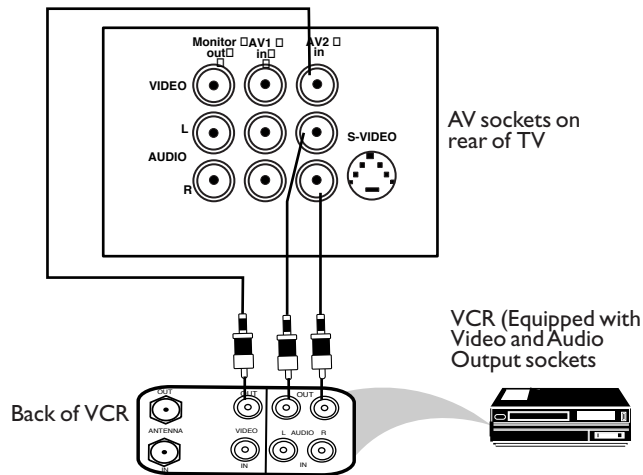 Monitor AV1 AV2
out in in
VIDEO
L
S-VIDEO
AUDIO
R
AV sockets on
rear of TV
VCR (Equipped with
Video and Audio
Output sockets
Back of VCR
OUT OUT OUT
ANTENNA VIDEO L AUDIO R
IN IN IN